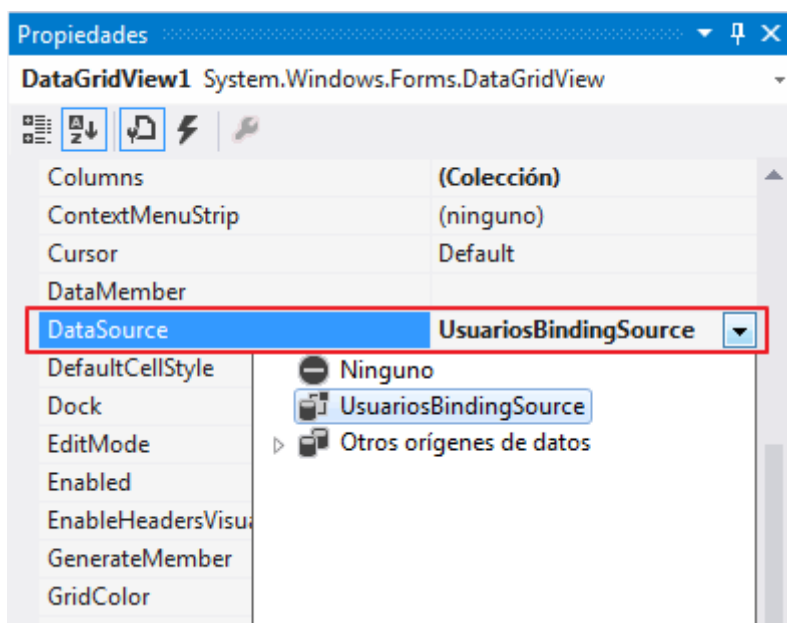 Propiedades
DataGridView1 System.Windows.Forms.DataGridView
Columns (Colección)
ContextMenuStrip (ninguno)
Cursor Default
DataMember
DataSource UsuariosBindingSource
DefaultCellStyle
Ninguno
Dock
UsuariosBindingSource
EditMode
Otros orígenes de datos
Enabled
EnableHeadersVisu
GenerateMember
GridColor